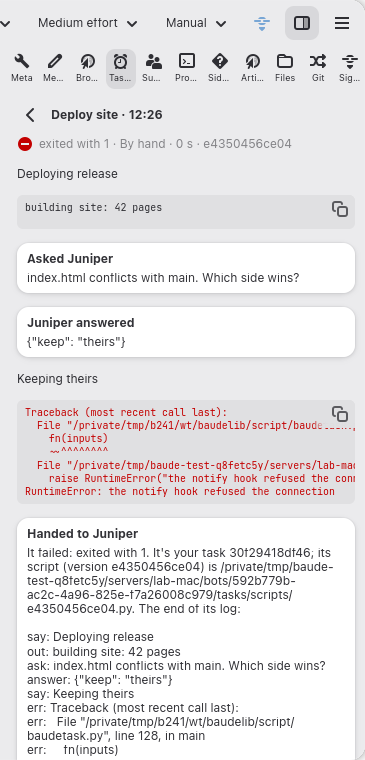 Medium effort
Manual
Meta
Me...
Bro...
Tas...
Su...
Pro...
Sid...
Arti...
Files
Git
Sig...
Deploy site · 12:26
exited with 1 · By hand · 0 s · e4350456ce04
Deploying release
building site: 42 pages
Asked Juniper
index.html conflicts with main. Which side wins?
Juniper answered
{"keep": "theirs"}
Keeping theirs
Traceback (most recent call last):
File "/private/tmp/b241/wt/baudelib/script/baude
fn(inputs)
~~^^^^^^^^
File "/private/tmp/baude-test-q8fetc5y/servers/lab-mac
raise RuntimeError("the notify hook refused the con
RuntimeError: the notify hook refused the connection
Handed to Juniper
It failed: exited with 1. It's your task 30f29418df46; its
script (version e4350456ce04) is /private/tmp/baude-
test-q8fetc5y/servers/lab-mac/bots/592b779b-
ac2c-4a96-825e-f7a26008c979/tasks/scripts/
e4350456ce04.py. The end of its log:
say: Deploying release
out: building site: 42 pages
ask: index.html conflicts with main. Which side wins?
answer: {"keep": "theirs"}
say: Keeping theirs
err: Traceback (most recent call last):
err:   File "/private/tmp/b241/wt/baudelib/script/
baudetask.py", line 128, in main
err:     fn(inputs)